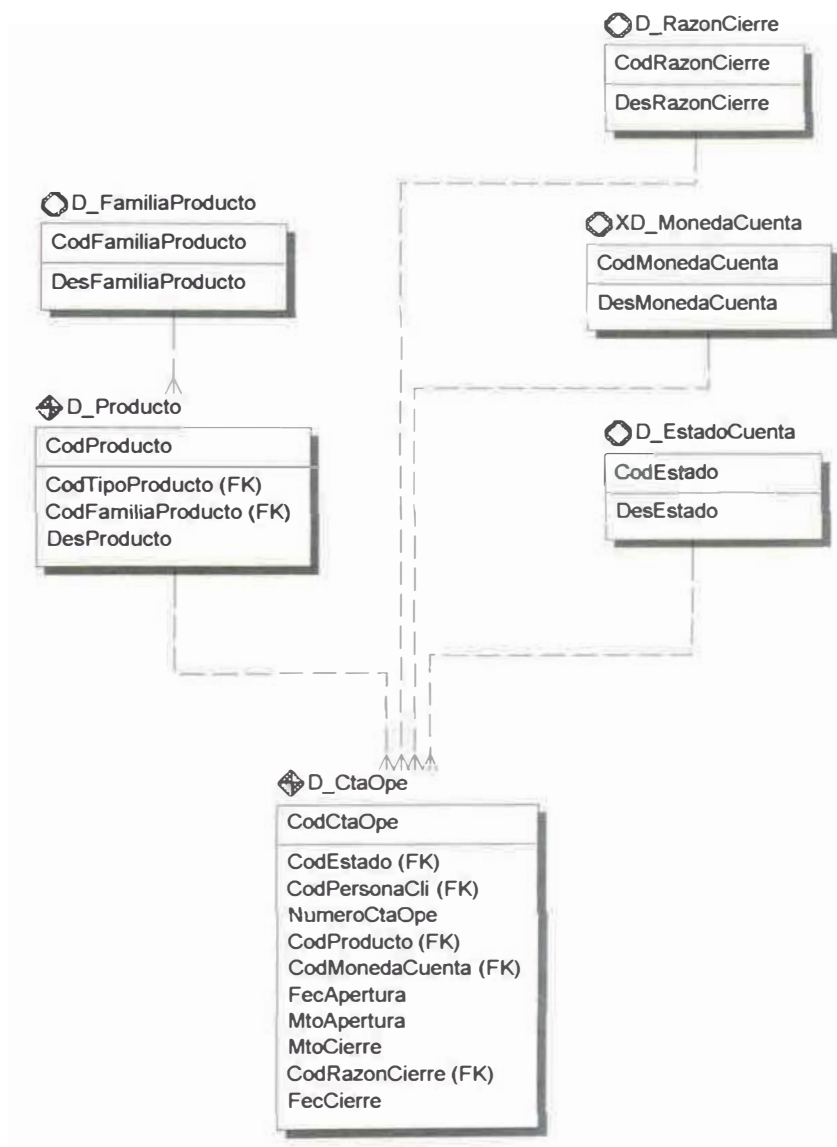 D_RazonCierre
CodRazonCierre
DesRazonCierre
D_FamiliaProducto
CodFamiliaProducto
DesFamiliaProducto
XD_MonedaCuenta
CodMonedaCuenta
DesMonedaCuenta
D_Producto
CodProducto
CodTipoProducto (FK)
CodFamiliaProducto (FK)
DesProducto
D_EstadoCuenta
CodEstado
DesEstado
D_CtaOpe
CodCtaOpe
CodEstado (FK)
CodPersonaCli (FK)
NumeroCtaOpe
CodProducto (FK)
CodMonedaCuenta (FK)
FecApertura
MtoApertura
MtoCierre
CodRazonCierre (FK)
FecCierre